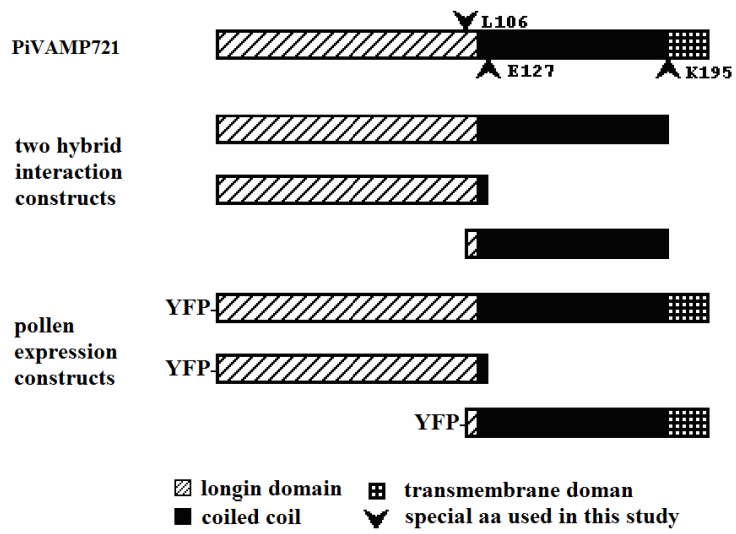 L106
PiVAMP721
E127
K195
two hybrid
interaction
constructs
YFP-
pollen
expression
constructs
YFP-
YFP-
longin domain
transmembrane doman
coiled coil
special aa used in this study